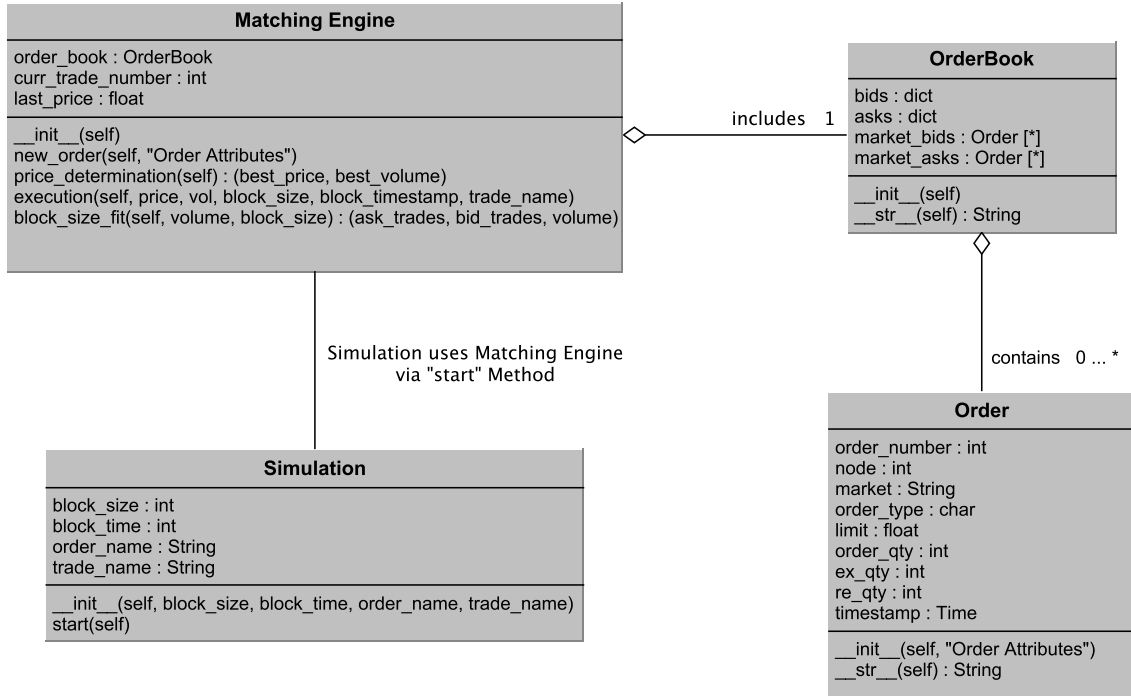 Matching Engine
order_book : OrderBook
curr_trade_number : int
last_price : float
__init__(self)
new_order(self, "Order Attributes")
price_determination(self) : (best_price, best_volume)
execution(self, price, vol, block_size, block_timestamp, trade_name)
block_size_fit(self, volume, block_size) : (ask_trades, bid_trades, volume)
includes 1
OrderBook
bids : dict
asks : dict
market_bids : Order [*]
market_asks : Order [*]
__init__(self)
__str__(self) : String
Simulation uses Matching Engine
via "start" Method
contains 0 ... *
Simulation
block_size : int
block_time : int
order_name : String
trade_name : String
__init__(self, block_size, block_time, order_name, trade_name)
start(self)
Order
order_number : int
node : int
market : String
order_type : char
limit : float
order_qty : int
ex_qty : int
re_qty : int
timestamp : Time
__init__(self, "Order Attributes")
__str__(self) : String